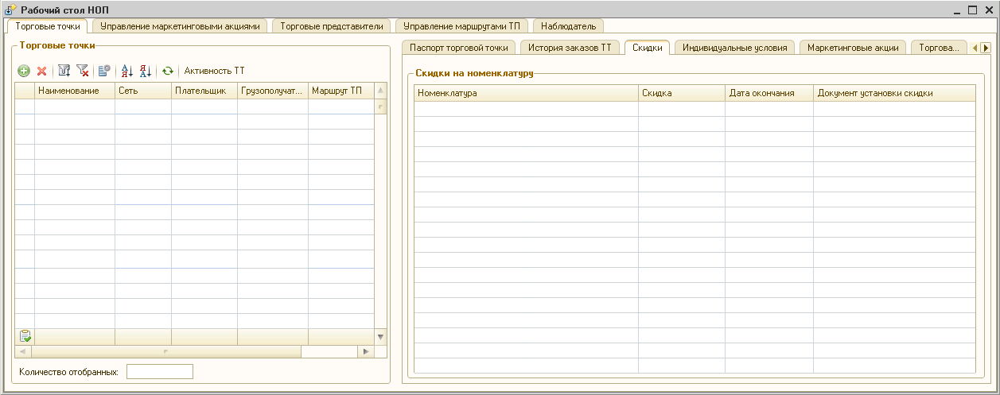 Рабочий стол НОП
Торговые точки Управление маркетинговыми акциями Торговые представители Управление маршрутами ТП Наблюдатель
Торговые точки
Активность ТТ
Наименование Сеть Плательщик Грузополучат... Маршрут ТП
Количество отобранных:
Паспорт торговой точки История заказов ТТ Скидки Индивидуальные условия Маркетинговые акции Торгова...
Скидки на номенклатуру
Номенклатура Скидка Дата окончания Документ установки скидки